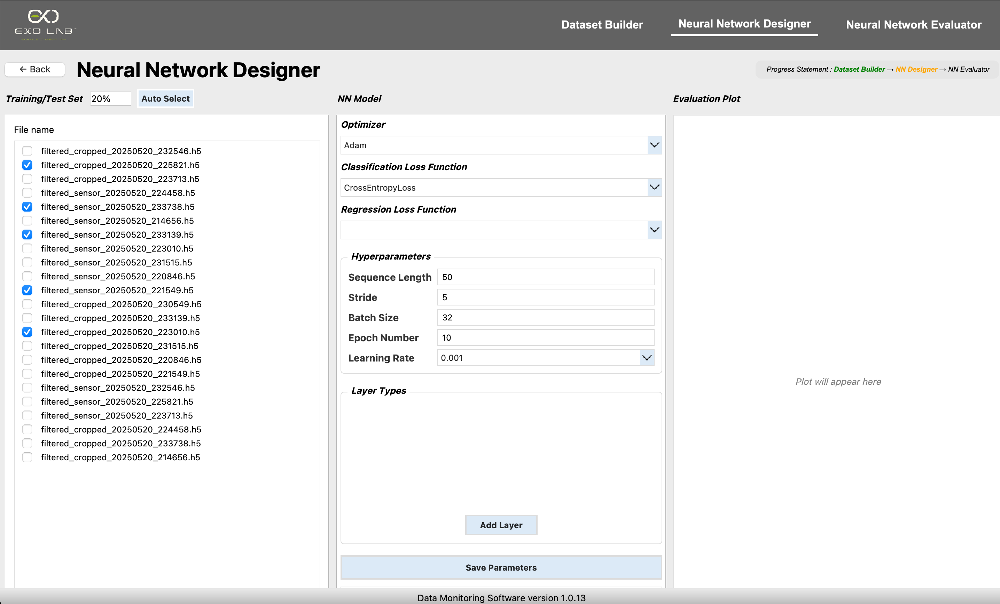 EXO LAB
Dataset Builder
Neural Network Designer
Neural Network Evaluator
← Back
Neural Network Designer
Progress Statement : Dataset Builder → NN Designer → NN Evaluator
Training/Test Set
20%
Auto Select
File name
filtered_cropped_20250520_232546.h5
filtered_cropped_20250520_225821.h5
filtered_cropped_20250520_223713.h5
filtered_sensor_20250520_224458.h5
filtered_sensor_20250520_233738.h5
filtered_sensor_20250520_214656.h5
filtered_sensor_20250520_233139.h5
filtered_sensor_20250520_223010.h5
filtered_sensor_20250520_231515.h5
filtered_sensor_20250520_220846.h5
filtered_sensor_20250520_221549.h5
filtered_cropped_20250520_230549.h5
filtered_cropped_20250520_233139.h5
filtered_cropped_20250520_223010.h5
filtered_cropped_20250520_231515.h5
filtered_cropped_20250520_220846.h5
filtered_cropped_20250520_221549.h5
filtered_sensor_20250520_232546.h5
filtered_sensor_20250520_225821.h5
filtered_sensor_20250520_223713.h5
filtered_cropped_20250520_224458.h5
filtered_cropped_20250520_233738.h5
filtered_cropped_20250520_214656.h5
NN Model
Optimizer
Adam
Classification Loss Function
CrossEntropyLoss
Regression Loss Function
Hyperparameters
Sequence Length 50
Stride 5
Batch Size 32
Epoch Number 10
Learning Rate 0.001
Layer Types
Add Layer
Save Parameters
Evaluation Plot
Plot will appear here
Data Monitoring Software version 1.0.13